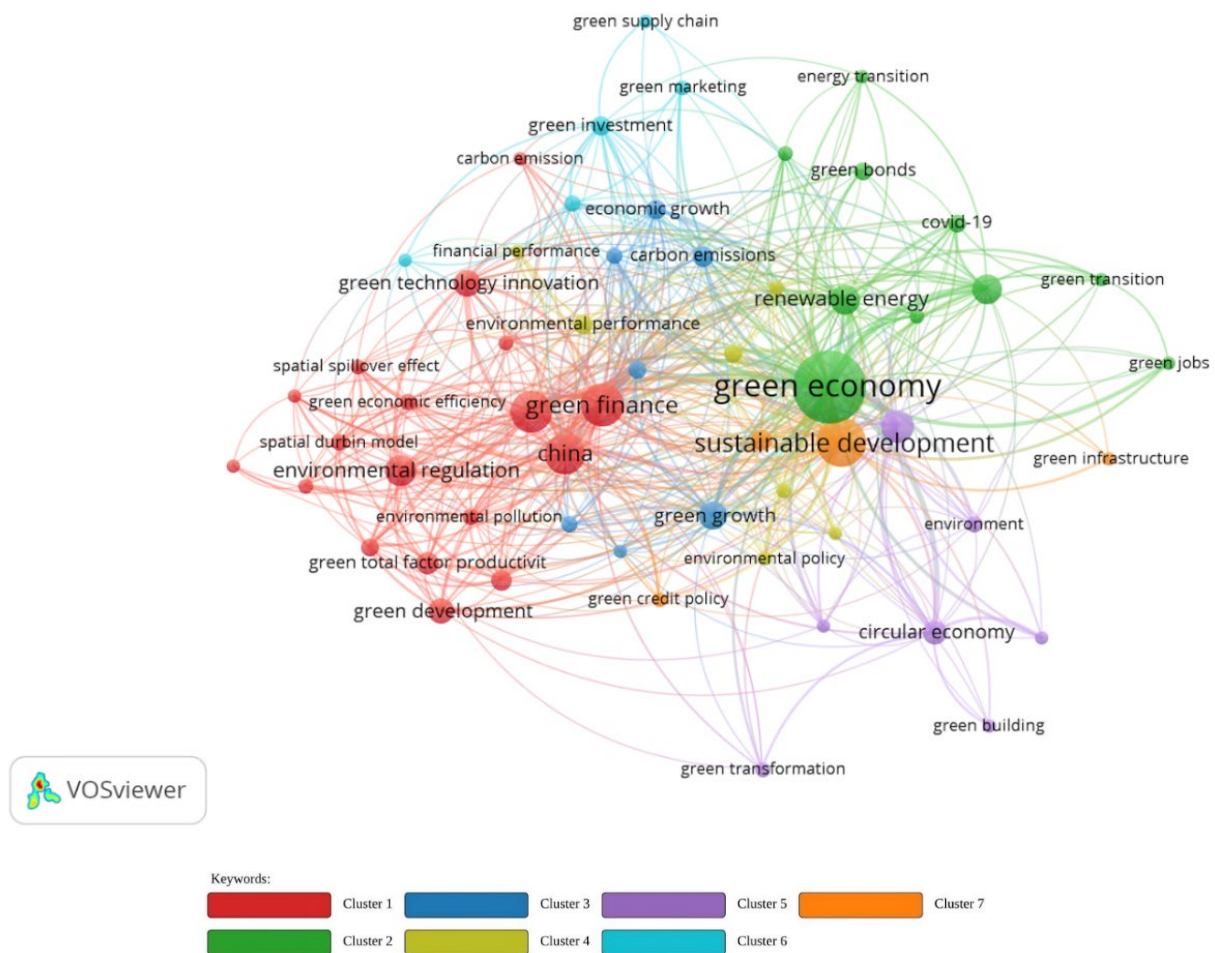 green supply chain
energy transition
green marketing
green investment
carbon emission
green bonds
economic growth
covid-19
financial performance
carbon emissions
green technology innovation
green transition
renewable energy
environmental performance
spatial spillover effect
green jobs
green economy
green economic efficiency
green finance
spatial durbin model
sustainable development
china
green infrastructure
environmental regulation
environmental pollution
green growth
environment
green total factor productivit
environmental policy
green credit policy
green development
circular economy
green building
green transformation
VOSviewer
Keywords:
Cluster 1
Cluster 3
Cluster 5
Cluster 7
Cluster 2
Cluster 4
Cluster 6